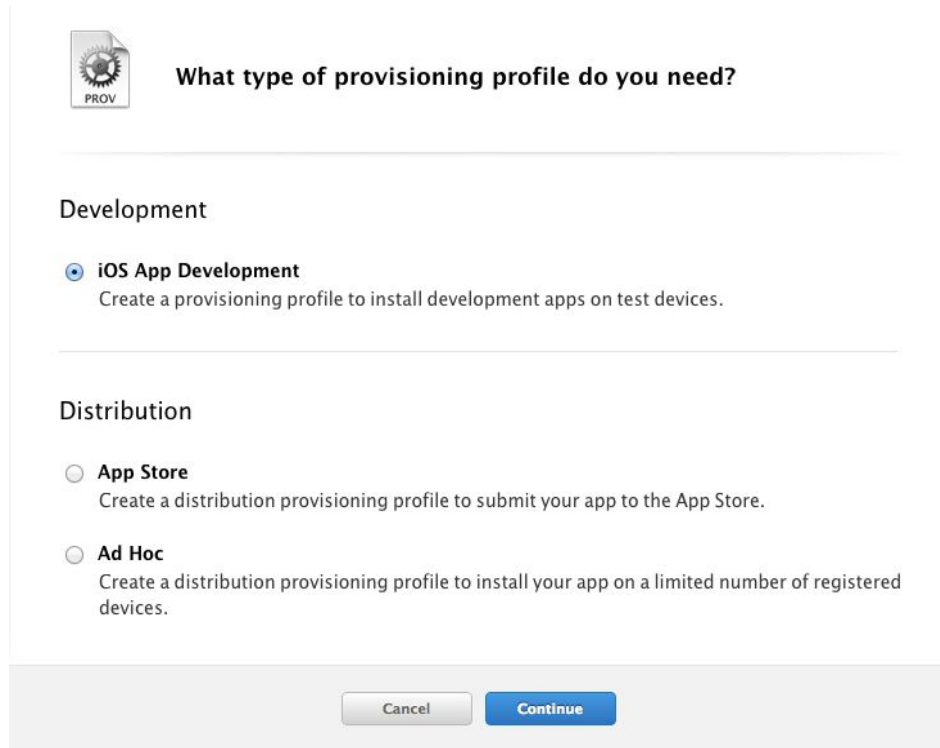 PROV
What type of provisioning profile do you need?
Development
iOS App Development
Create a provisioning profile to install development apps on test devices.
Distribution
App Store
Create a distribution provisioning profile to submit your app to the App Store.
Ad Hoc
Create a distribution provisioning profile to install your app on a limited number of registered
devices.
Cancel
Continue